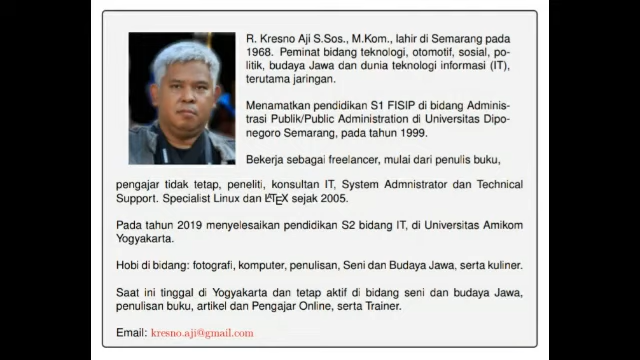 R. Kresno Aji S.Sos., M.Kom., lahir di Semarang pada
1968. Peminat bidang teknologi, otomotif, sosial, po-
litik, budaya Jawa dan dunia teknologi informasi (IT),
terutama jaringan.
Menamatkan pendidikan S1 FISIP di bidang Adminis-
trasi Publik/Public Administration di Universitas Dipo-
negoro Semarang, pada tahun 1999.
Bekerja sebagai freelancer, mulai dari penulis buku,
pengajar tidak tetap, peneliti, konsultan IT, System Admnistrator dan Technical
Support. Specialist Linux dan LATEX sejak 2005.
Pada tahun 2019 menyelesaikan pendidikan S2 bidang IT, di Universitas Amikom
Yogyakarta.
Hobi di bidang: fotografi, komputer, penulisan, Seni dan Budaya Jawa, serta kuliner.
Saat ini tinggal di Yogyakarta dan tetap aktif di bidang seni dan budaya Jawa,
penulisan buku, artikel dan Pengajar Online, serta Trainer.
Email: kresno.aji@gmail.com